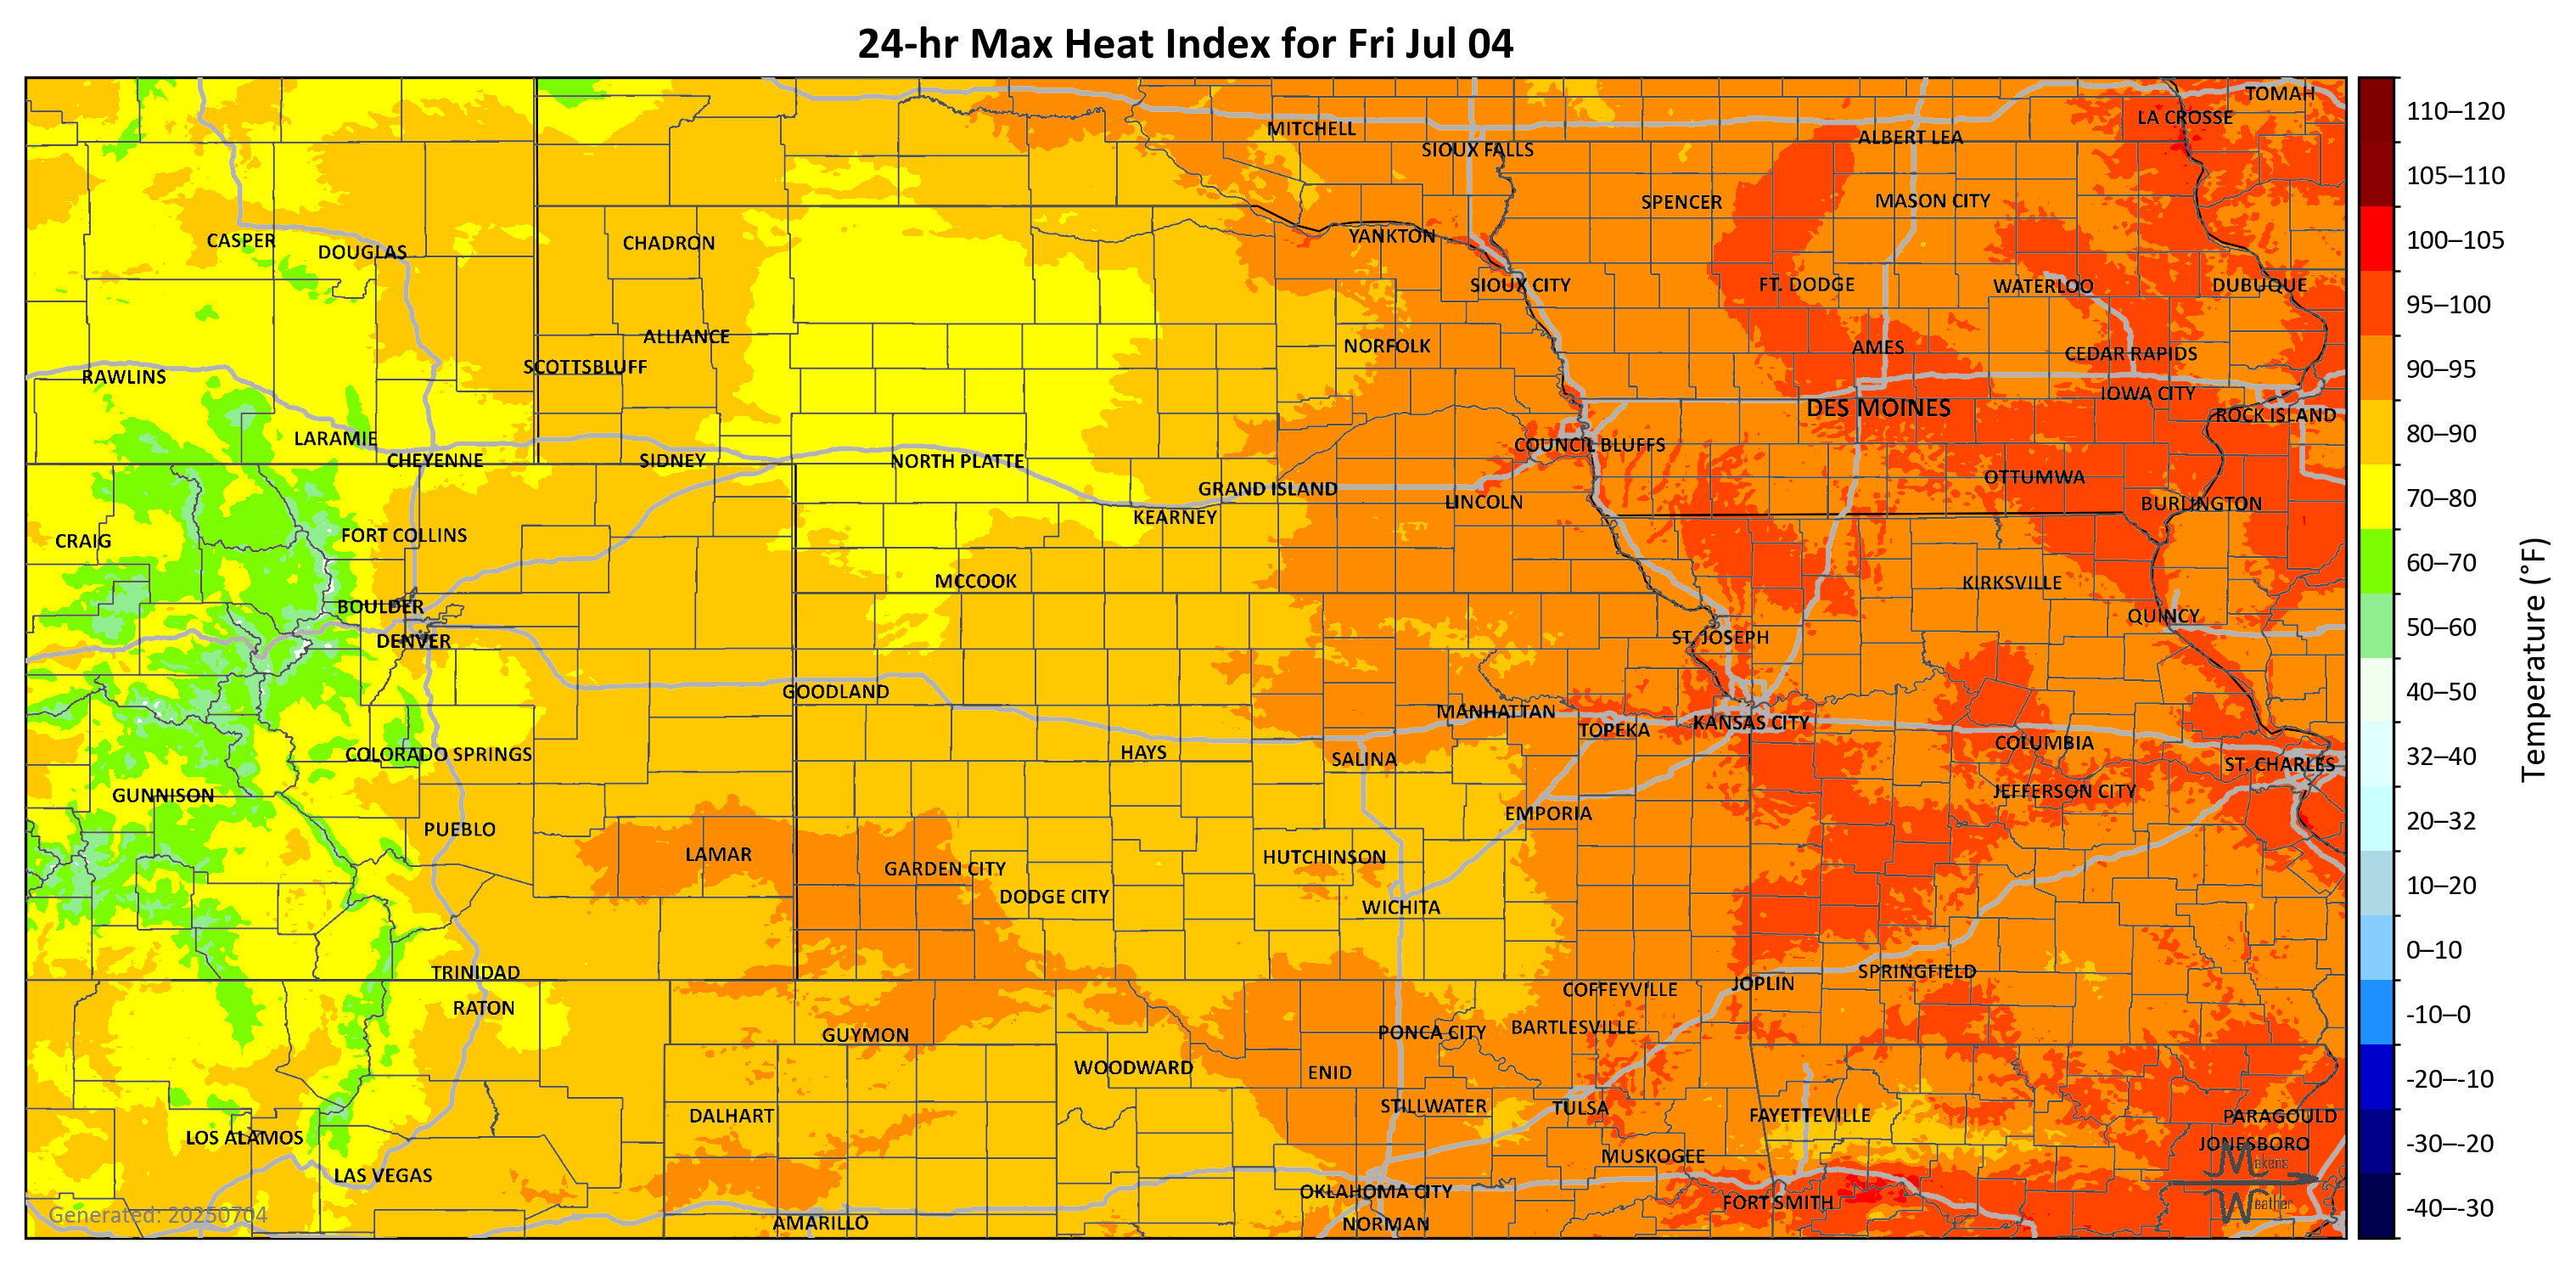 24-hr Max Heat Index for Fri Jul 04
TOMAH
LA CROSSE
MITCHELL
ALBERT LEA
SIOUX FALLS
SPENCER
MASON CITY
YANKTON
CASPER
CHADRON
DOUGLAS
SIOUX CITY
FT. DODGE
WATERLOO
DUBUQUE
ALLIANCE
NORFOLK
AMES
CEDAR RAPIDS
SCOTTSBLUFF
RAWLINS
IOWA CITY
DES MOINES
ROCK ISLAND
LARAMIE
COUNCIL BLUFFS
CHEYENNE
SIDNEY
NORTH PLATTE
OTTUMWA
GRAND ISLAND
LINCOLN
BURLINGTON
KEARNEY
FORT COLLINS
CRAIG
MCCOOK
KIRKSVILLE
BOULDER
QUINCY
DENVER
ST. JOSEPH
GOODLAND
MANHATTAN
KANSAS CITY
TOPEKA
COLUMBIA
HAYS
COLORADO SPRINGS
SALINA
ST. CHARLES
GUNNISON
JEFFERSON CITY
EMPORIA
PUEBLO
LAMAR
HUTCHINSON
GARDEN CITY
DODGE CITY
WICHITA
TRINIDAD
SPRINGFIELD
JOPLIN
COFFEYVILLE
RATON
BARTLESVILLE
PONCA CITY
GUYMON
WOODWARD
ENID
STILLWATER
TULSA
DALHART
FAYETTEVILLE
PARAGOULD
LOS ALAMOS
JONESBORO
MUSKOGEE
LAS VEGAS
OKLAHOMA CITY
FORT SMITH
AMARILLO
NORMAN
Makens
Weather
Generated: 20250704
110–120
105–110
100–105
95–100
90–95
80–90
70–80
60–70
50–60
40–50
32–40
20–32
10–20
0–10
-10–0
-20–-10
-30–-20
-40–-30
Temperature (°F)